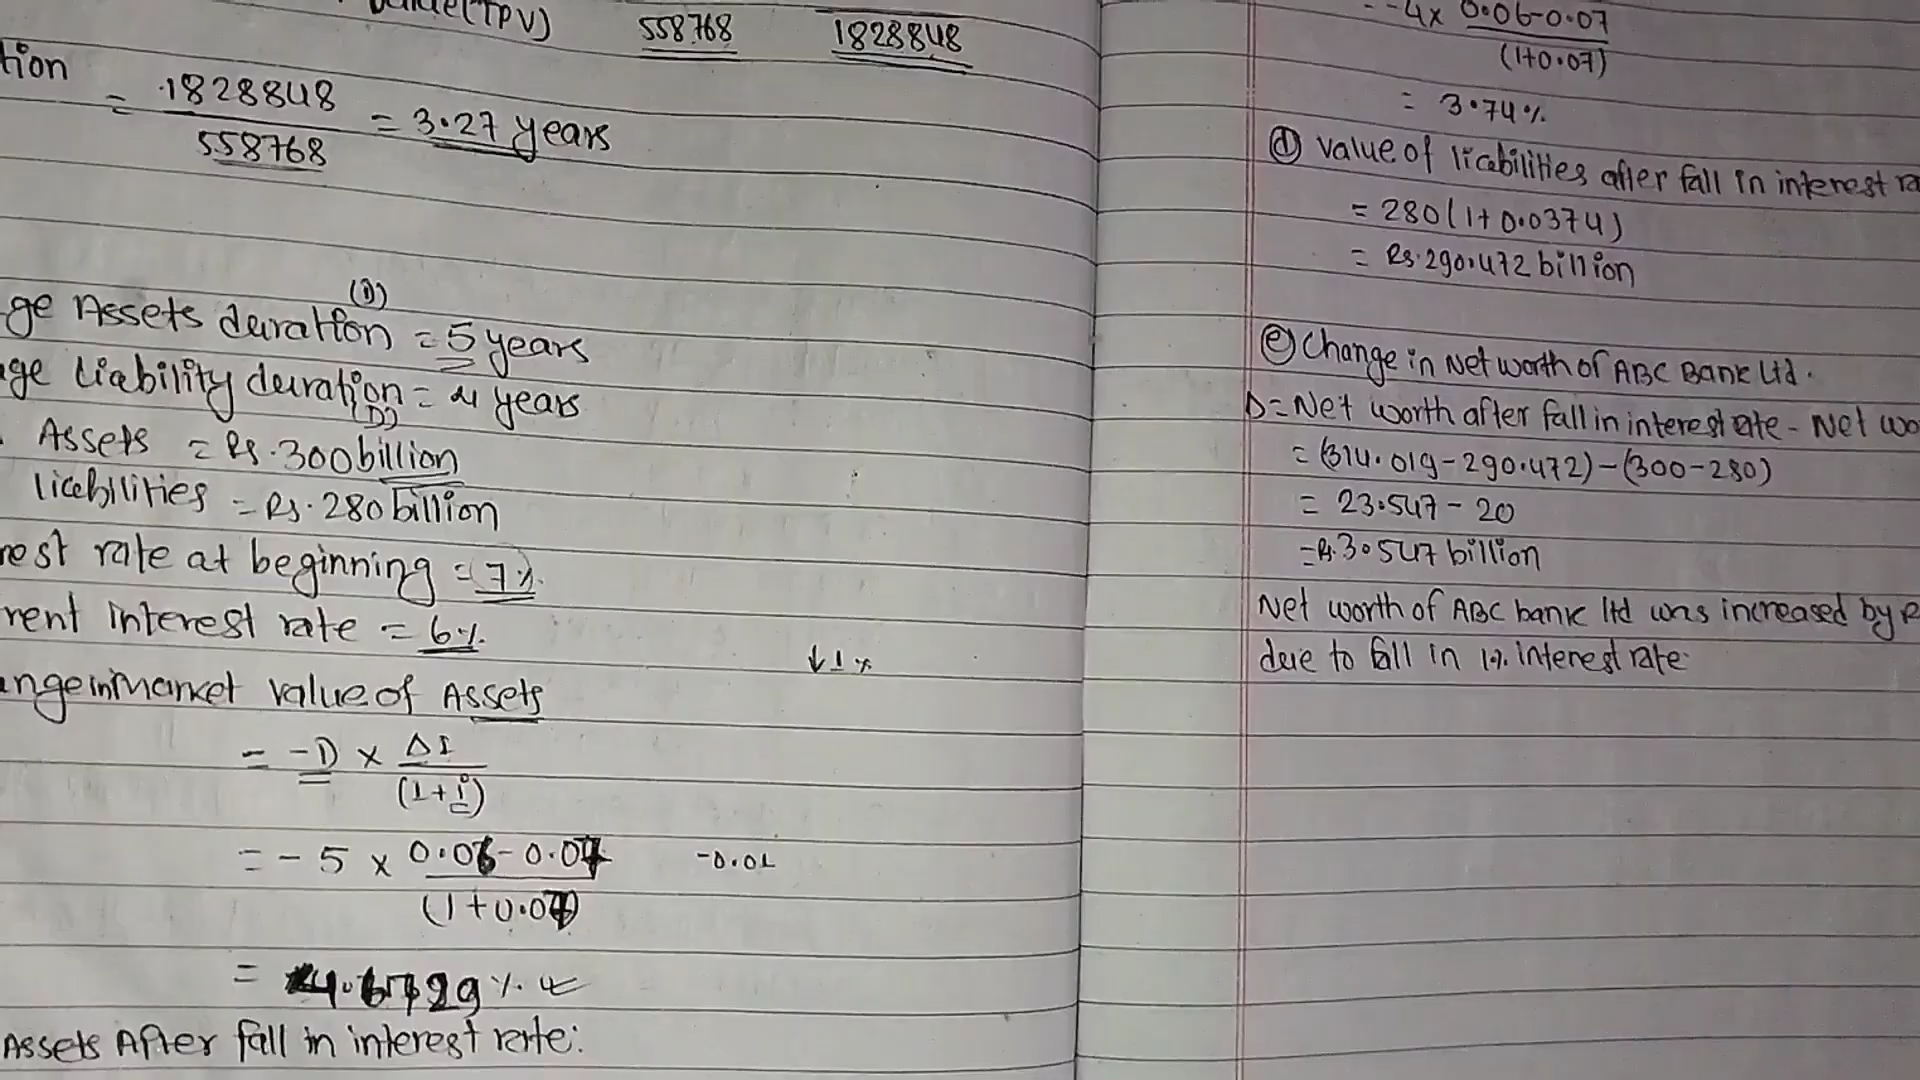 value(TPV) 558768 1828848
tion
= 1828848 / 558768 = 3.27 years
(D)
ge Assets duration = 5 years
age liability duration = 4 years
(D)
Assets = Rs.300 billion
liabilities = Rs.280 billion
rest rate at beginning = 7%.
rent interest rate = 6%.
↓1%
ange in Market value of Assets
= -D × ΔI / (1+i)
= - 5 × 0.06-0.07 / (1+0.07) -0.01
= 4.6729%
Assets After fall in interest rate:
= -4× 0.06-0.07 / (1+0.07)
= 3.74%
(d) value of liabilities after fall in interest ra
= 280(1+0.0374)
= Rs.290.472 billion
(e) Change in Net worth of ABC Bank Ltd.
Δ= Net worth after fall in interest rate - Net wo
= (314.019-290.472)-(300-280)
= 23.547 - 20
= Rs.3.547 billion
Net worth of ABC bank ltd was increased by R
due to fall in 1% interest rate